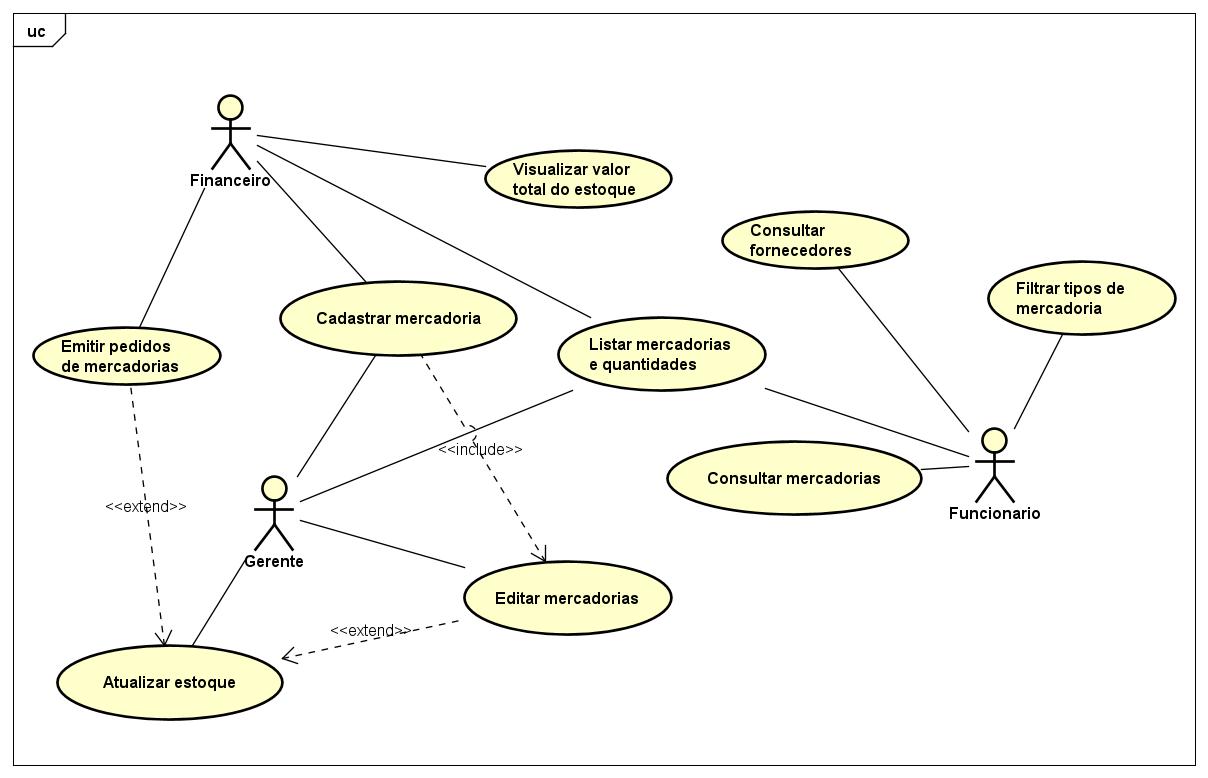 uc
Financeiro
Visualizar valor
total do estoque
Consultar
fornecedores
Filtrar tipos de
mercadoria
Cadastrar mercadoria
Emitir pedidos
de mercadorias
Listar mercadorias
e quantidades
<<include>>
Consultar mercadorias
<<extend>>
Funcionario
Gerente
Editar mercadorias
<<extend>>
Atualizar estoque